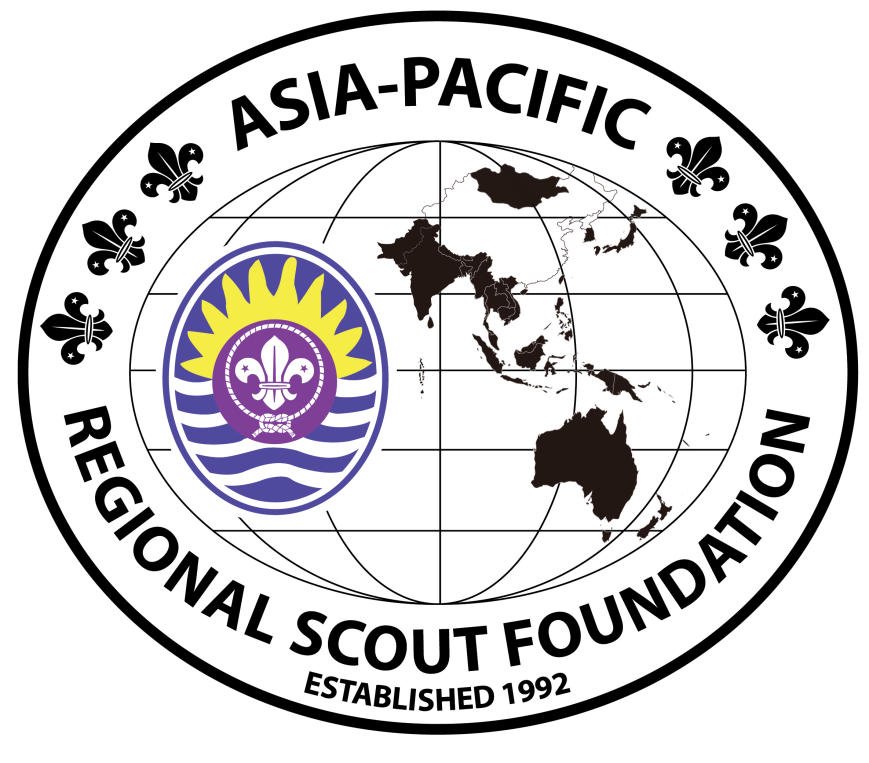 ASIA-PACIFIC
REGIONAL SCOUT FOUNDATION
ESTABLISHED 1992